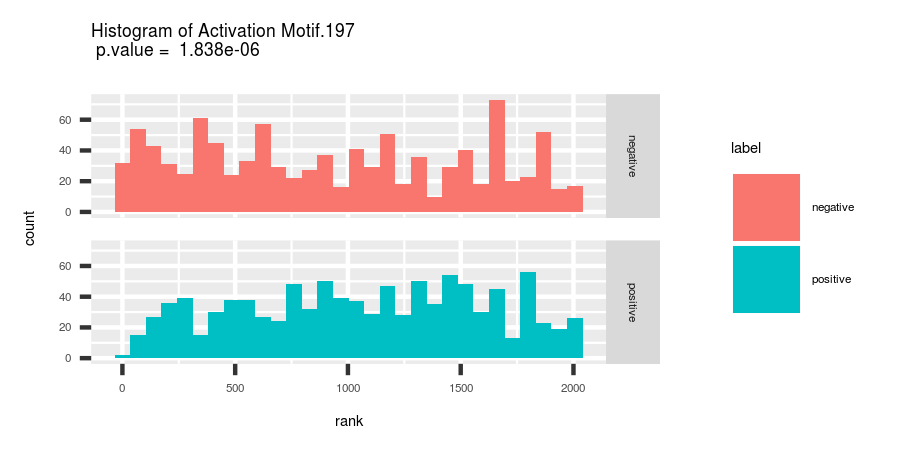 Histogram of Activation Motif.197
p.value =  1.838e-06
count
60
40
20
0
negative
60
40
20
0
positive
0
500
1000
1500
2000
rank
label
negative
positive